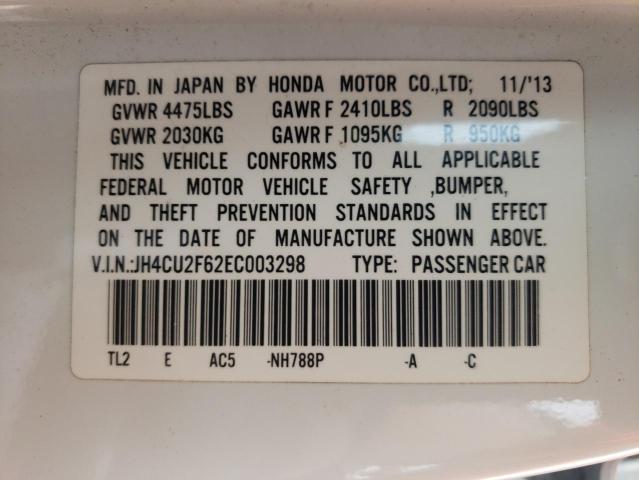 MFD. IN JAPAN BY HONDA MOTOR CO.,LTD; 11/'13
GVWR 4475LBS GAWR F 2410LBS R 2090LBS
GVWR 2030KG GAWR F 1095KG R 950KG
THIS VEHICLE CONFORMS TO ALL APPLICABLE
FEDERAL MOTOR VEHICLE SAFETY ,BUMPER,
AND THEFT PREVENTION STANDARDS IN EFFECT
ON THE DATE OF MANUFACTURE SHOWN ABOVE.
V.I.N.:JH4CU2F62EC003298 TYPE: PASSENGER CAR
TL2 E AC5 -NH788P -A -C